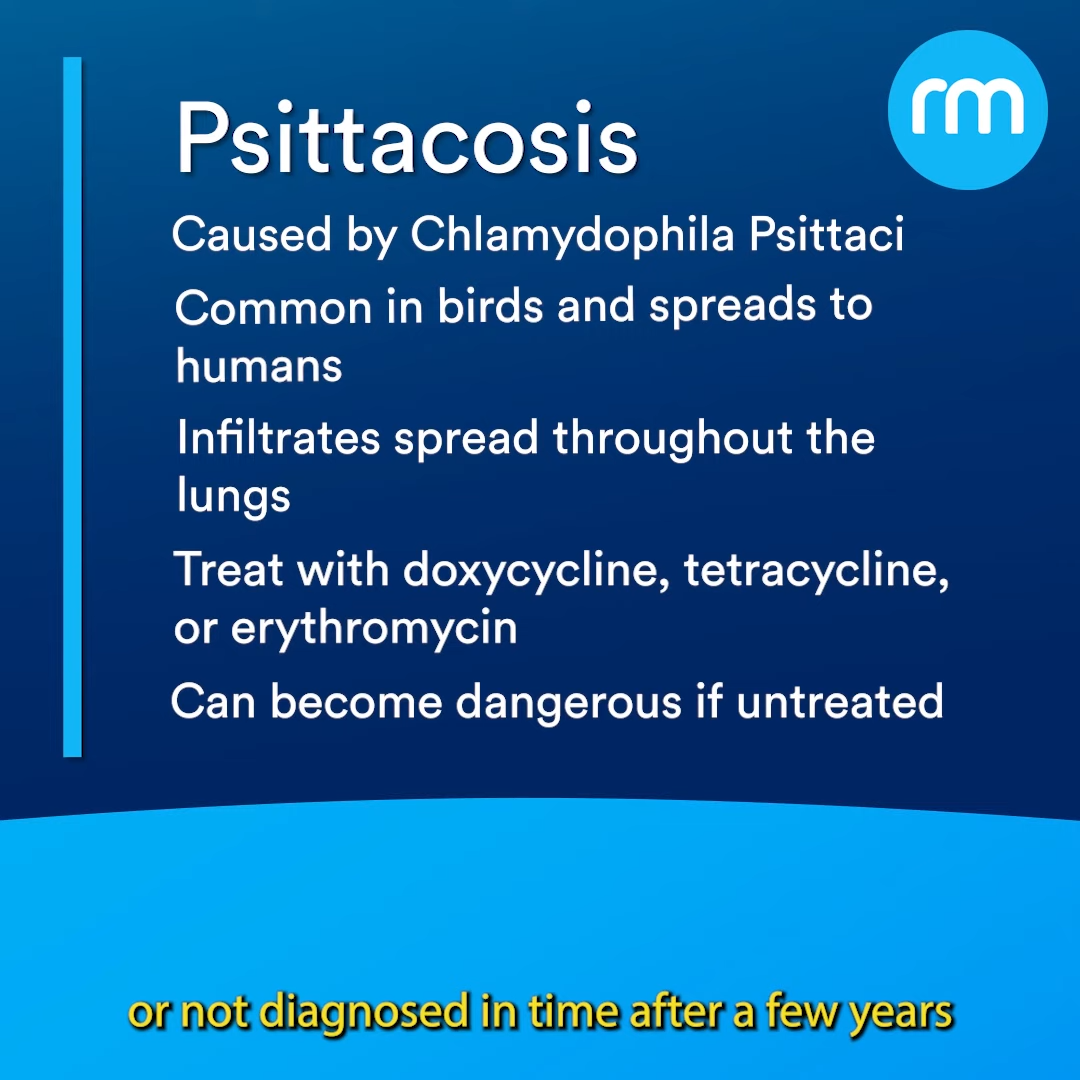 rm
Psittacosis
Caused by Chlamydophila Psittaci
Common in birds and spreads to
humans
Infiltrates spread throughout the
lungs
Treat with doxycycline, tetracycline,
or erythromycin
Can become dangerous if untreated
or not diagnosed in time after a few years